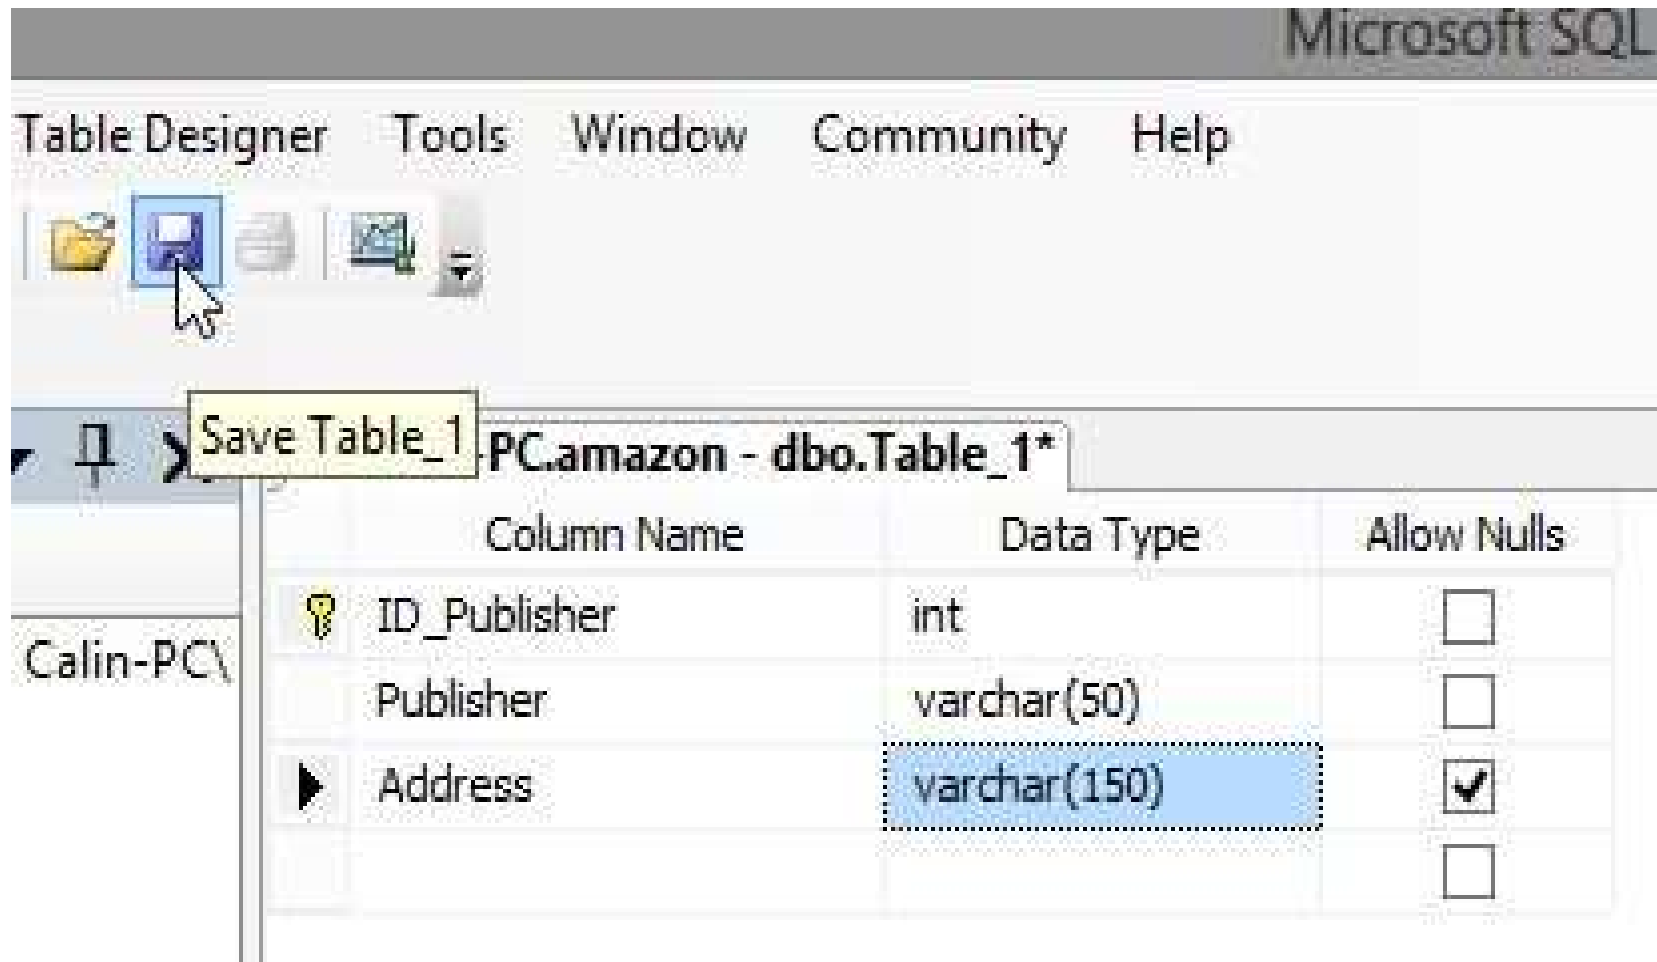 Microsoft SQL
Table Designer Tools Window Community Help
Save Table_1
-PC.amazon - dbo.Table_1*
Column Name Data Type Allow Nulls
ID_Publisher int
Calin-PC\
Publisher varchar(50)
Address varchar(150)